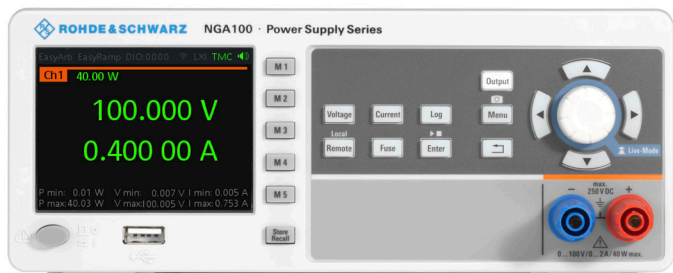 ROHDE & SCHWARZ NGA100 · Power Supply Series
EasyArb EasyRamp DIO:0000 LXI TMC
Ch1 40.00 W
100.000 V
0.400 00 A
P min: 0.01 W V min: 0.007 V I min: 0.005 A
P max:40.03 W V max:100.005 V I max: 0.753 A
M 1
M 2
M 3
M 4
M 5
Store
Recall
Output
Voltage Current Log Menu
Local
Remote Fuse Enter
Live-Mode
max.
− 250 V DC +
0...100 V / 0...2 A / 40 W max.